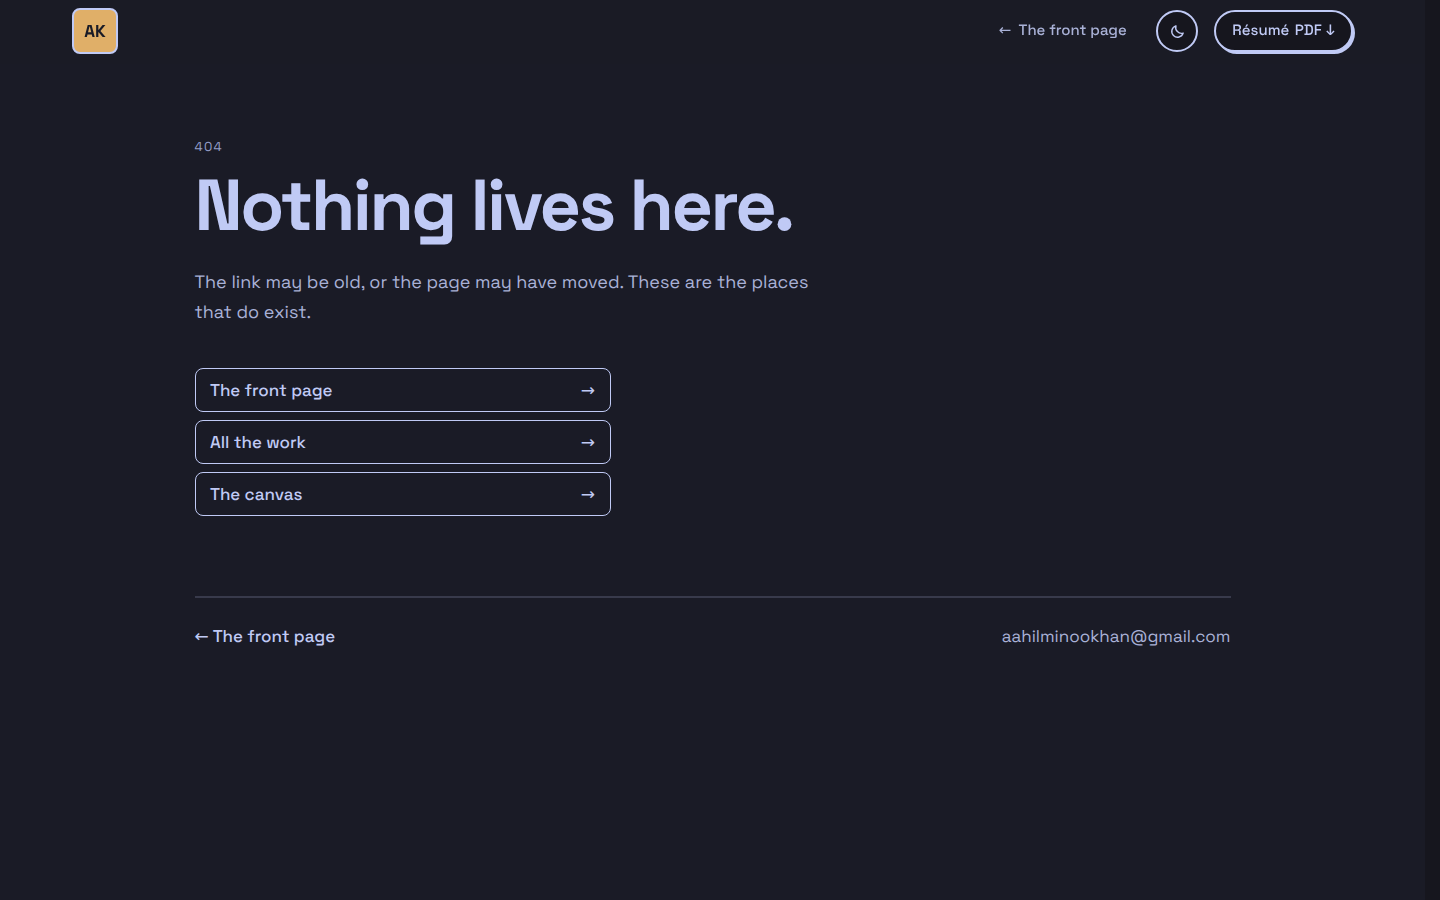 AK
← The front page
Résumé PDF ↓
404
Nothing lives here.
The link may be old, or the page may have moved. These are the places
that do exist.
The front page →
All the work →
The canvas →
← The front page
aahilminookhan@gmail.com